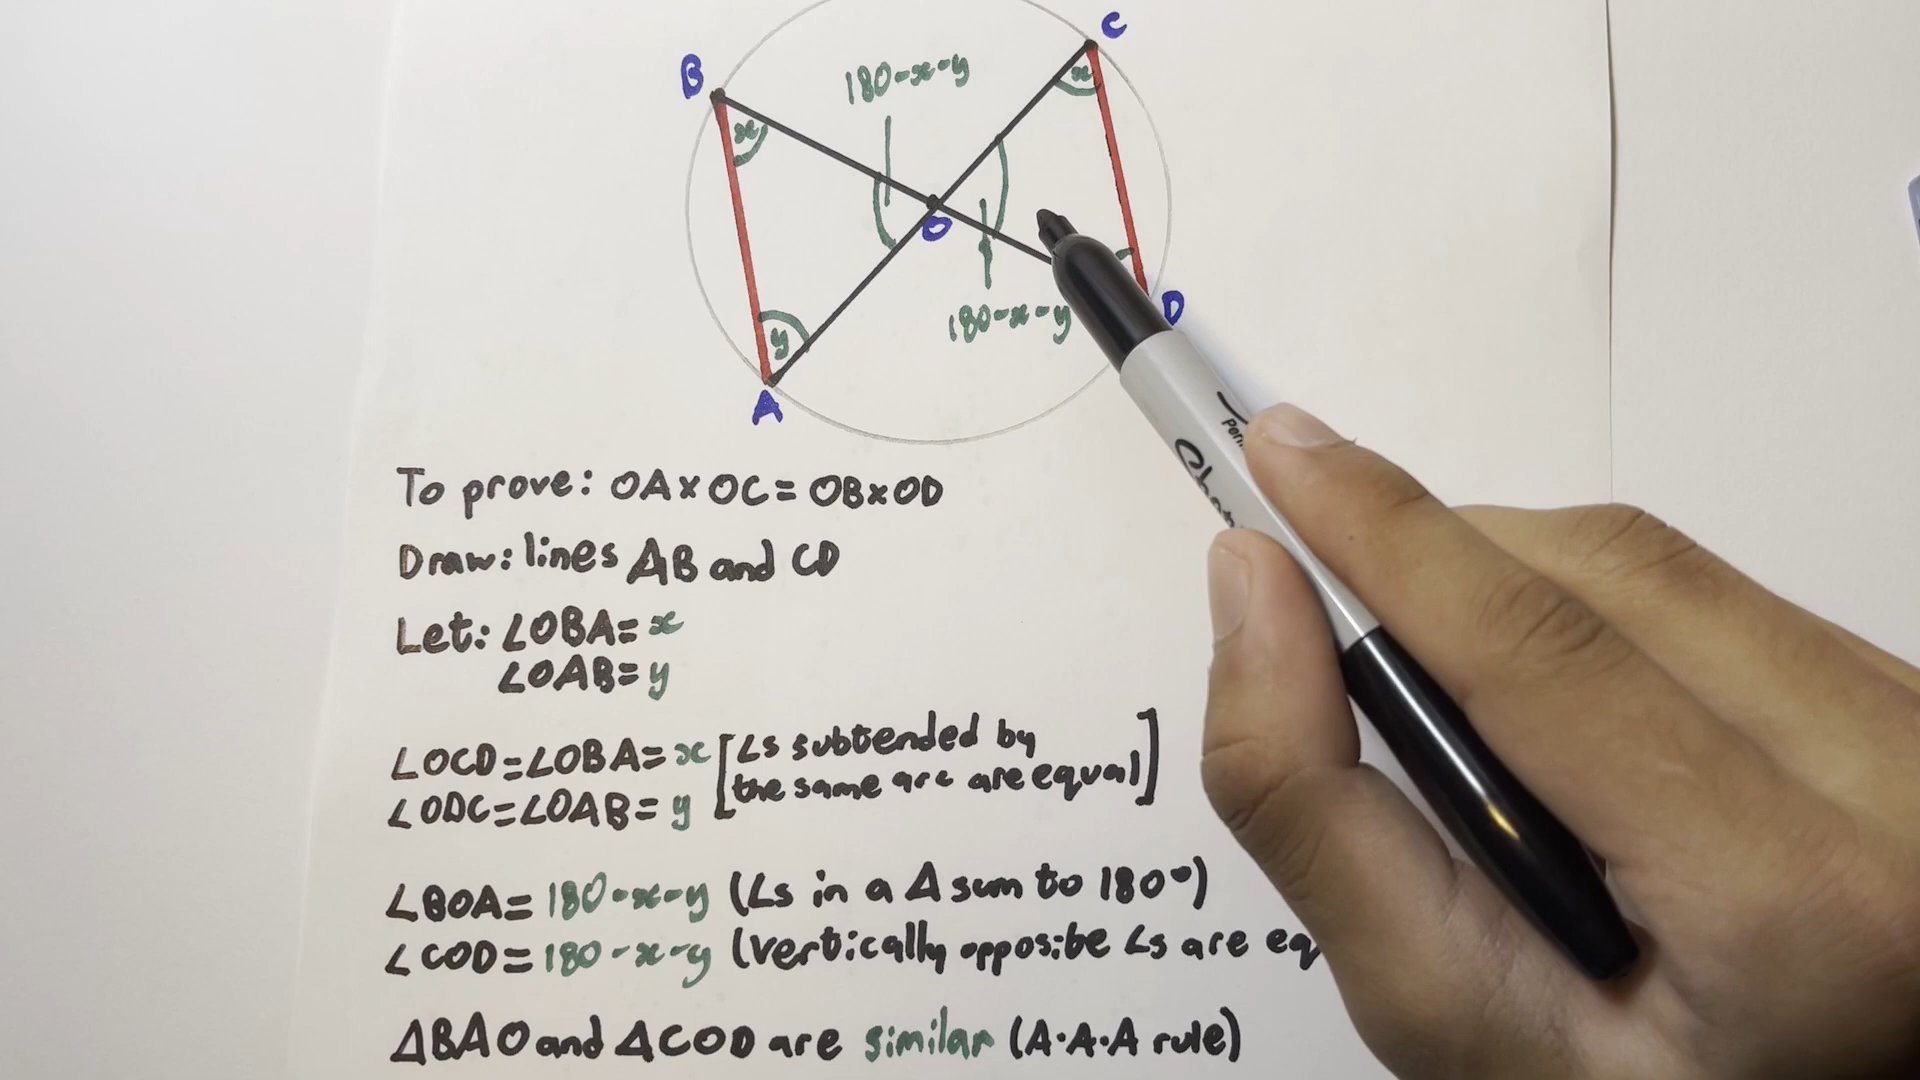 C
B
180-x-y
x
x
O
180-x-y
D
y
A
To prove: OA×OC=OB×OD
Draw: lines AB and CD
Let: ∠OBA=x
∠OAB=y
∠OCD=∠OBA=x [∠s subtended by
∠ODC=∠OAB=y the same arc are equal]
∠BOA=180-x-y (∠s in a Δ sum to 180°)
∠COD=180-x-y (Vertically opposite ∠s are eq
ΔBAO and ΔCOD are similar (A·A·A rule)